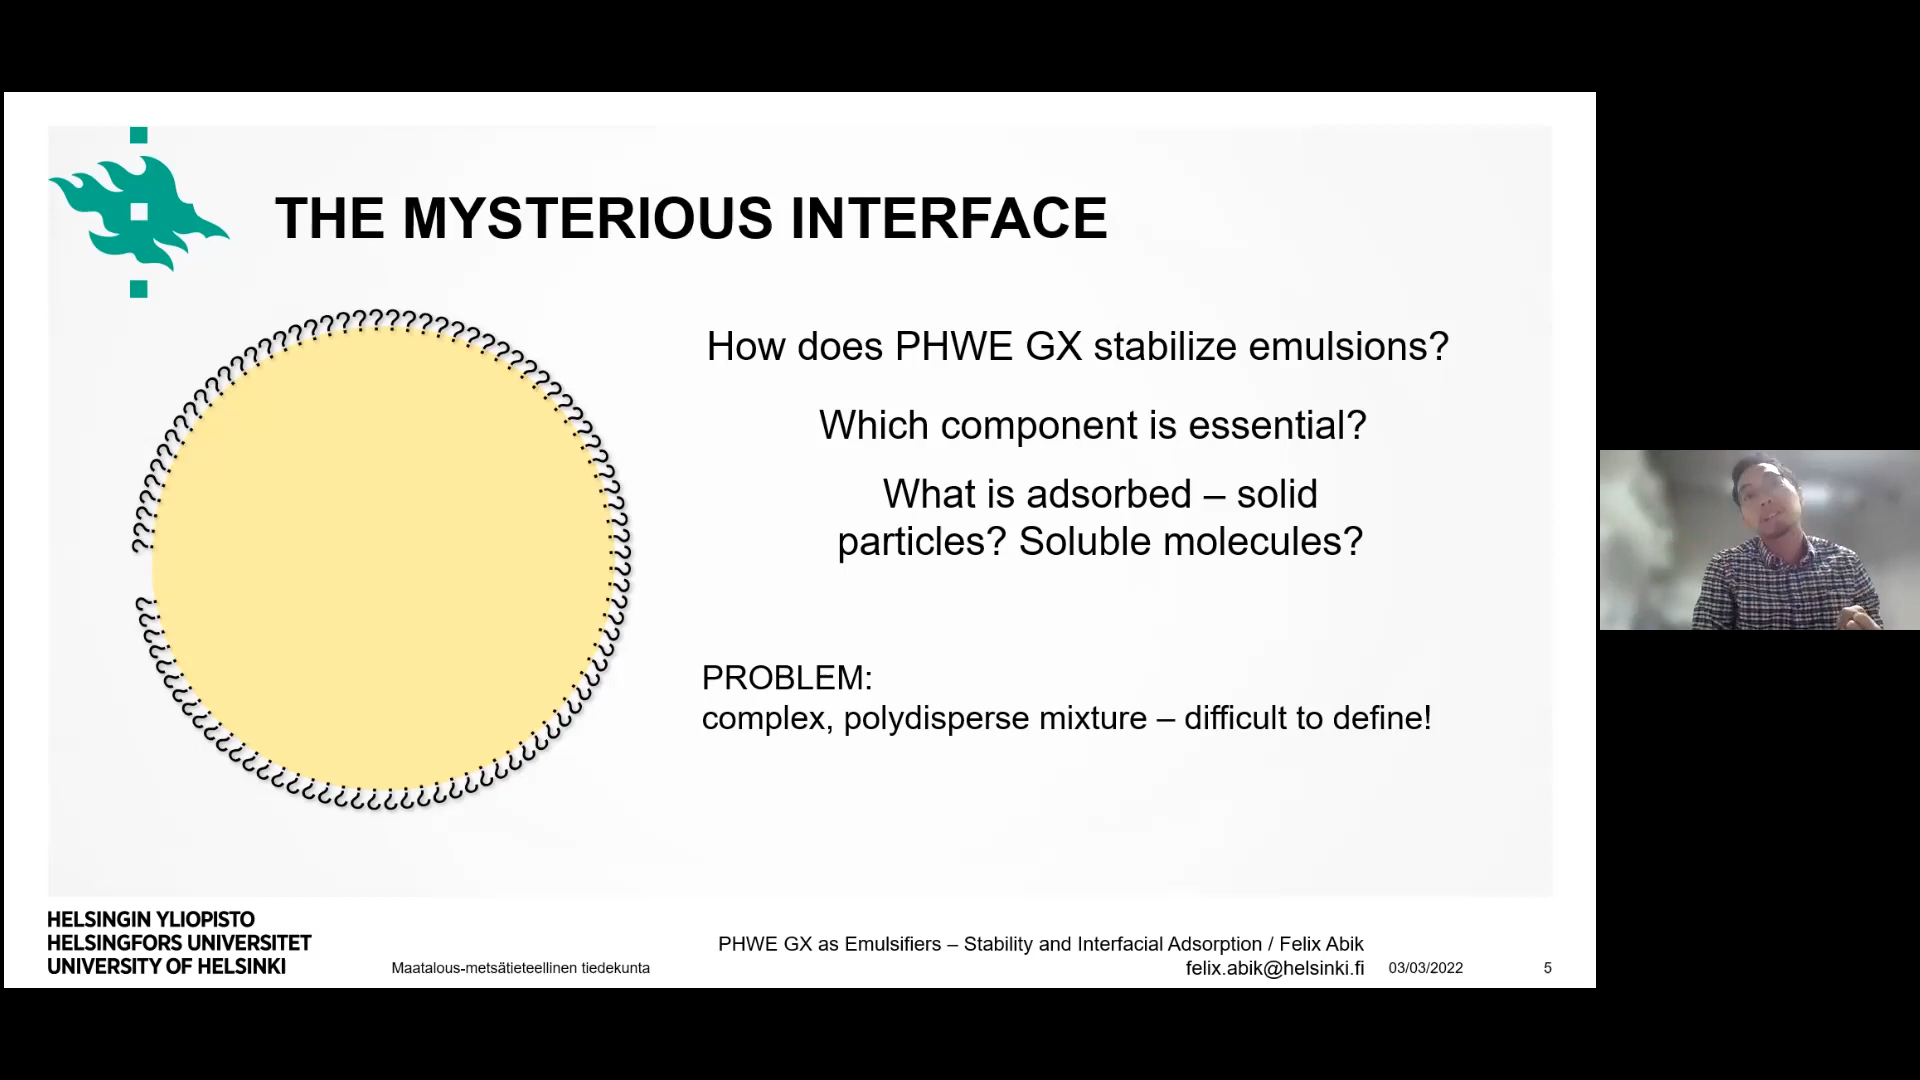 THE MYSTERIOUS INTERFACE
How does PHWE GX stabilize emulsions?
Which component is essential?
What is adsorbed – solid
particles? Soluble molecules?
PROBLEM:
complex, polydisperse mixture – difficult to define!
HELSINGIN YLIOPISTO
HELSINGFORS UNIVERSITET
UNIVERSITY OF HELSINKI
Maatalous-metsätieteellinen tiedekunta
PHWE GX as Emulsifiers – Stability and Interfacial Adsorption / Felix Abik
felix.abik@helsinki.fi
03/03/2022
5